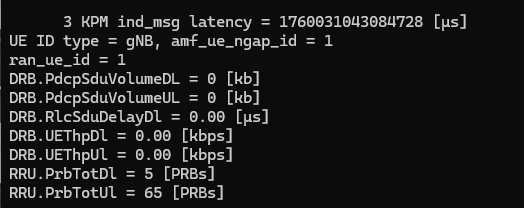 3 KPM ind_msg latency = 1760031043084728 [μs]
UE ID type = gNB, amf_ue_ngap_id = 1
ran_ue_id = 1
DRB.PdcpSduVolumeDL = 0 [kb]
DRB.PdcpSduVolumeUL = 0 [kb]
DRB.RlcSduDelayDl = 0.00 [μs]
DRB.UEThpDl = 0.00 [kbps]
DRB.UEThpUl = 0.00 [kbps]
RRU.PrbTotDl = 5 [PRBs]
RRU.PrbTotUl = 65 [PRBs]